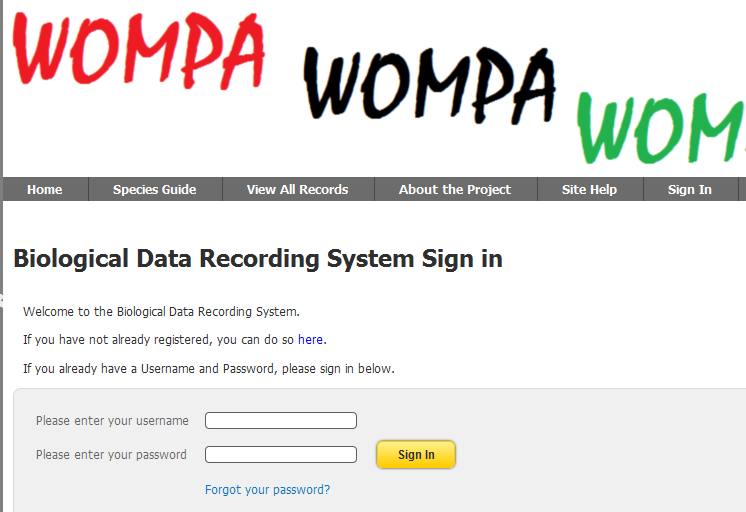 WOMPA
WOMPA
WOM
Home Species Guide View All Records About the Project Site Help Sign In
Biological Data Recording System Sign in
Welcome to the Biological Data Recording System.
If you have not already registered, you can do so here.
If you already have a Username and Password, please sign in below.
Please enter your username
Please enter your password Sign In
Forgot your password?